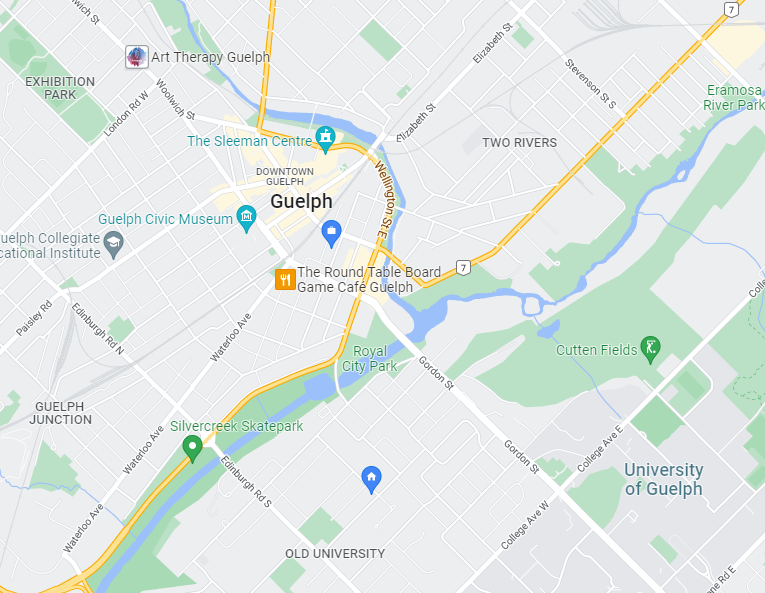 wich St
7
Art Therapy Guelph
Elizabeth St
EXHIBITION
PARK
Woolwich St
Stevenson St S
London Rd W
Eramosa
River Park
Elizabeth St
The Sleeman Centre
TWO RIVERS
DOWNTOWN
GUELPH
Wellington St E
Guelph
Guelph Civic Museum
uelph Collegiate
cational Institute
7
The Round Table Board
Game Café Guelph
Colle
Paisley Rd
Edinburgh Rd N
Waterloo Ave
Royal
City Park
Cutten Fields
Gordon St
GUELPH
JUNCTION
Silvercreek Skatepark
Waterloo Ave
Gordon St
College Ave E
University
of Guelph
Edinburgh Rd S
Waterloo Ave
College Ave W
OLD UNIVERSITY
ne Rd E